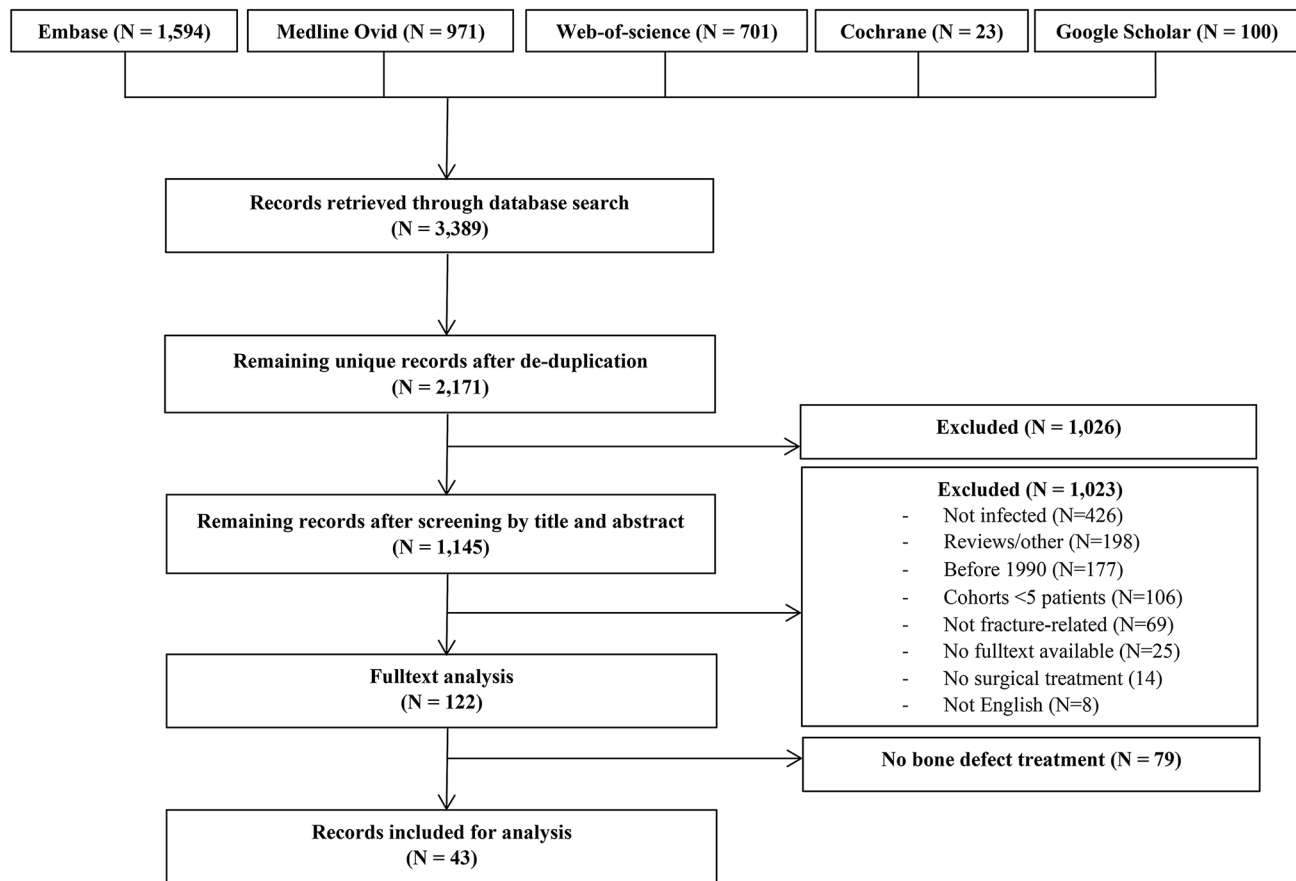 Embase (N = 1,594)
Medline Ovid (N = 971)
Web-of-science (N = 701)
Cochrane (N = 23)
Google Scholar (N = 100)
Records retrieved through database search
(N = 3,389)
Remaining unique records after de-duplication
(N = 2,171)
Excluded (N = 1,026)
Remaining records after screening by title and abstract
(N = 1,145)
Excluded (N = 1,023)
- Not infected (N=426)
- Reviews/other (N=198)
- Before 1990 (N=177)
- Cohorts <5 patients (N=106)
- Not fracture-related (N=69)
- No fulltext available (N=25)
- No surgical treatment (14)
- Not English (N=8)
Fulltext analysis
(N = 122)
No bone defect treatment (N = 79)
Records included for analysis
(N = 43)